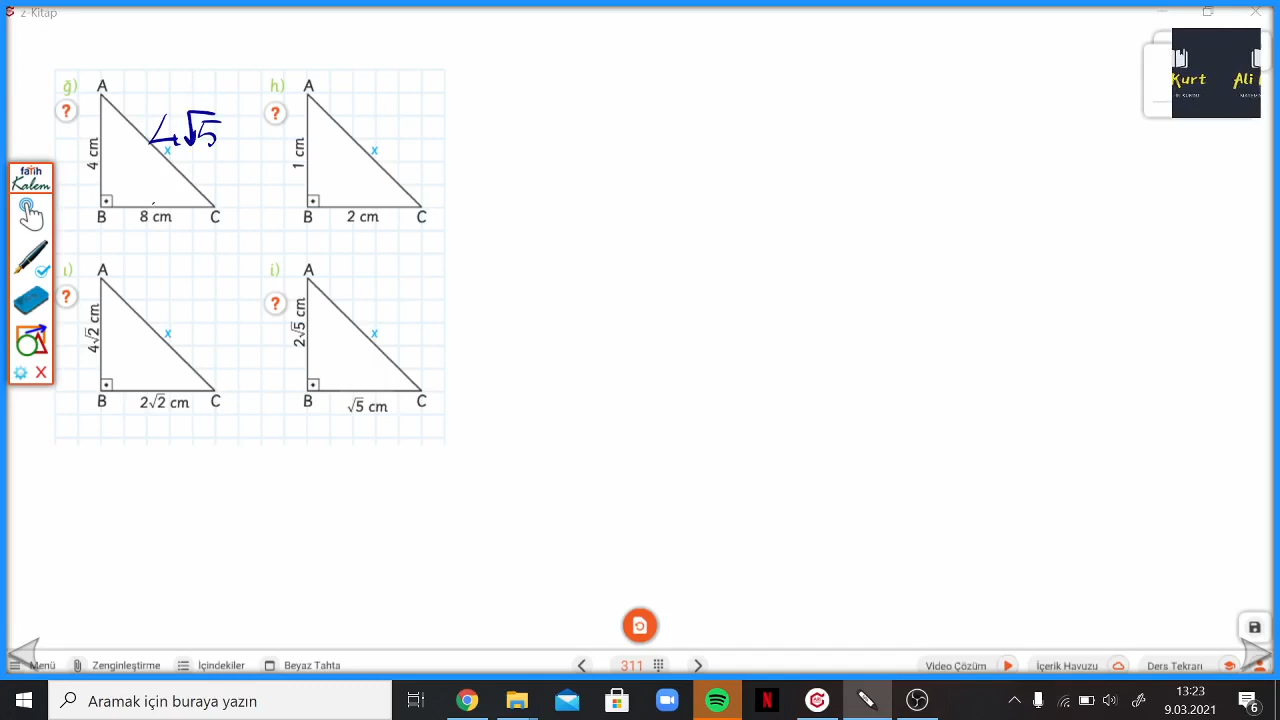 z-Kitap
Kurt
Ali
ğ)
A
4√5
x
4 cm
B
8 cm
C
?
h)
A
x
1 cm
B
2 cm
C
?
fatih
Kalem
ı)
A
x
4√2 cm
B
2√2 cm
C
?
i)
A
x
2√5 cm
B
√5 cm
C
?
Menü
Zenginleştirme
İçindekiler
Beyaz Tahta
311
Video Çözüm
İçerik Havuzu
Ders Tekrarı
Aramak için buraya yazın
13:23
9.03.2021
6